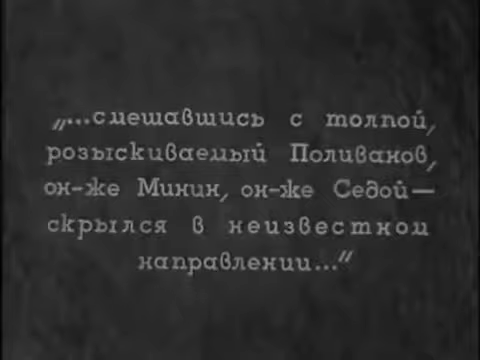 „...смешавшись с толпой,
розыскиваемый Поливанов,
он-же Минин, он-же Седой—
скрылся в неизвестном
направлении..."